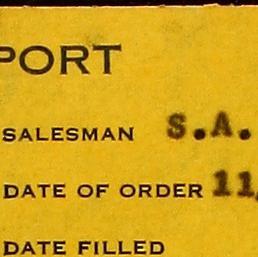 PORT
SALESMAN S.A.
DATE OF ORDER 11,
DATE FILLED